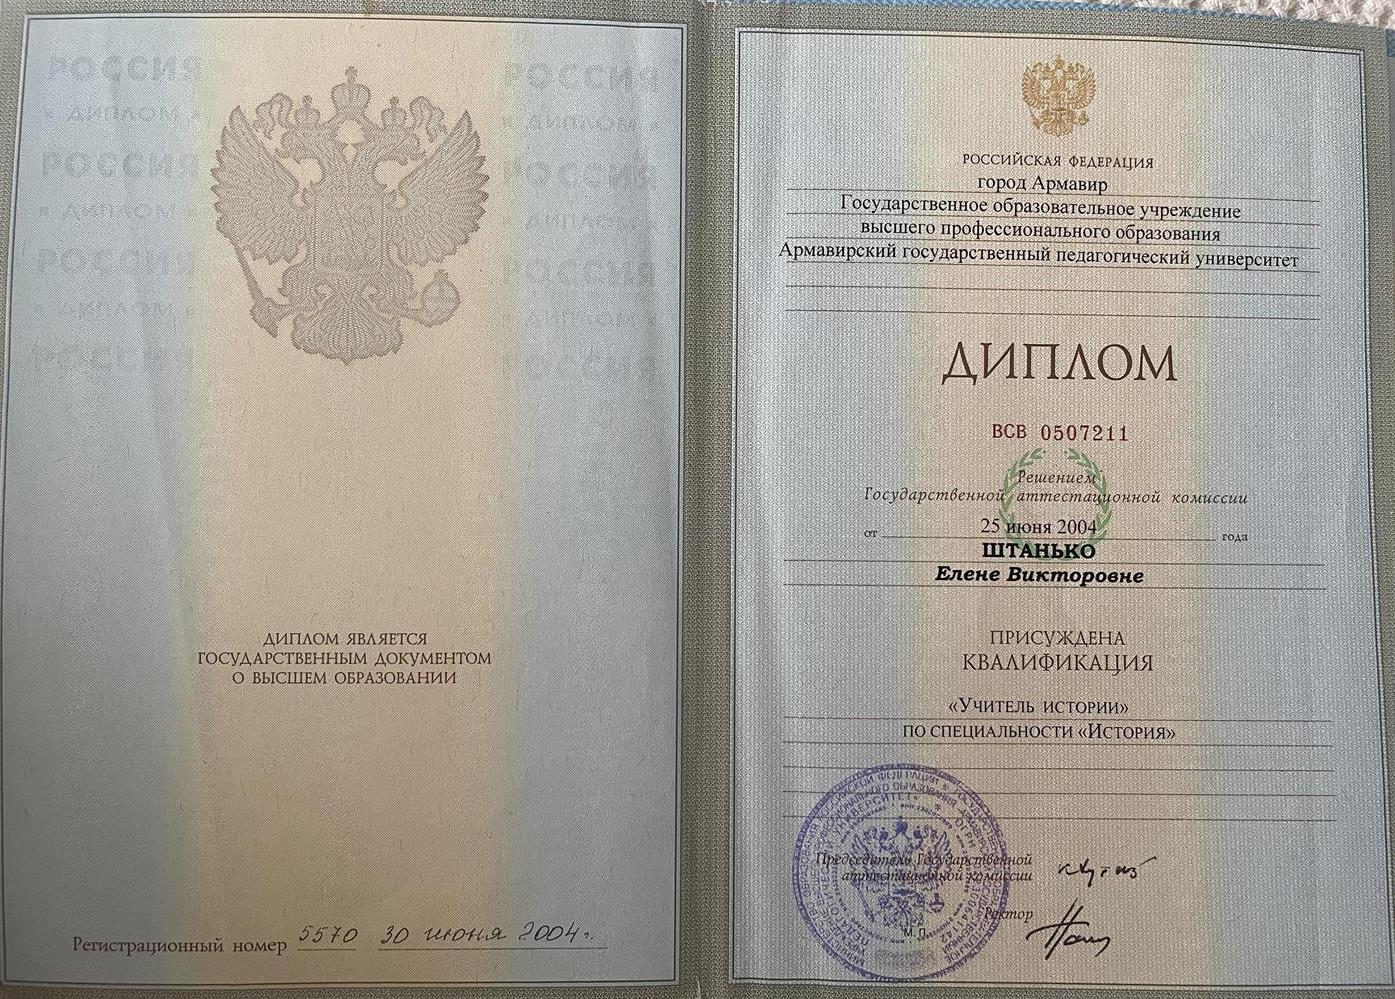 РОССИЯ РОССИЯ
« ДИПЛОМ » « ДИПЛОМ »
РОССИЯ РОССИЯ
« ДИПЛОМ » « ДИПЛОМ »
РОССИЯ РОССИЯ
« ДИПЛОМ » « ДИПЛОМ »
РОССИЯ РОССИЯ
ДИПЛОМ ЯВЛЯЕТСЯ
ГОСУДАРСТВЕННЫМ ДОКУМЕНТОМ
О ВЫСШЕМ ОБРАЗОВАНИИ
Регистрационный номер 5570 30 июня 2004 г.
РОССИЙСКАЯ ФЕДЕРАЦИЯ
город Армавир
Государственное образовательное учреждение
высшего профессионального образования
Армавирский государственный педагогический университет
ДИПЛОМ
ВСВ 0507211
Решением
Государственной аттестационной комиссии
от 25 июня 2004 года
ШТАНЬКО
Елене Викторовне
ПРИСУЖДЕНА
КВАЛИФИКАЦИЯ
«Учитель истории»
по специальности «История»
Председатель Государственной
аттестационной комиссии
Ректор
М.П.